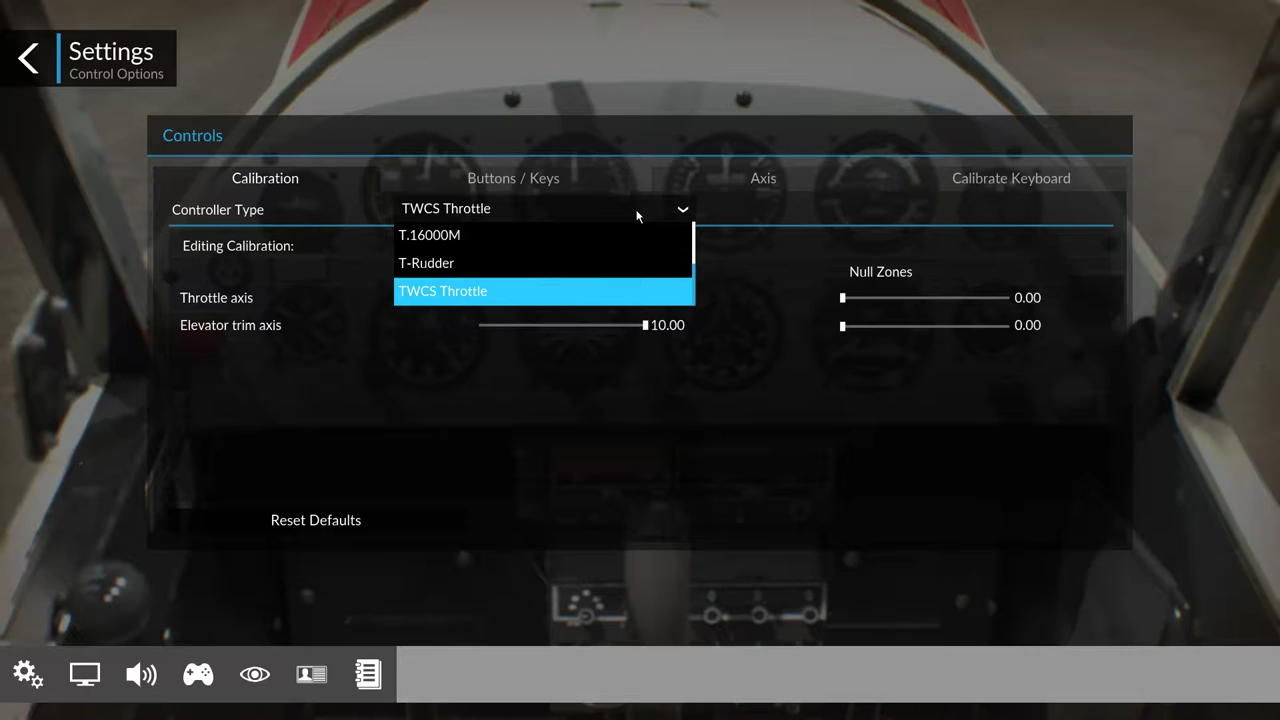 Settings
Control Options
Controls
Calibration
Buttons / Keys
Axis
Calibrate Keyboard
Controller Type
TWCS Throttle
T.16000M
T-Rudder
TWCS Throttle
Editing Calibration:
Null Zones
Throttle axis
0.00
Elevator trim axis
10.00
0.00
Reset Defaults